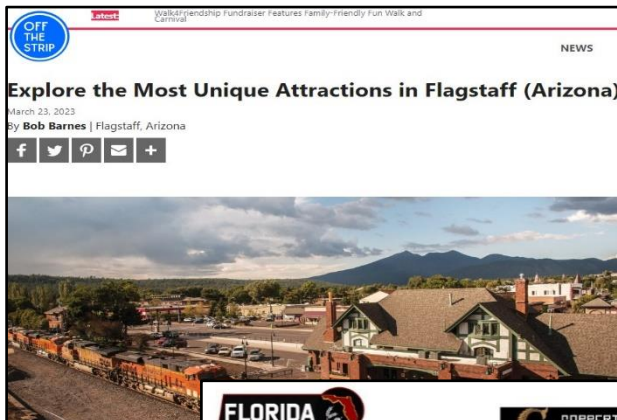 OFF
THE
STRIP
Latest:
Walk4Friendship Fundraiser Features Family-Friendly Fun Walk and
Carnival
NEWS
Explore the Most Unique Attractions in Flagstaff (Arizona)
March 23, 2023
By Bob Barnes | Flagstaff, Arizona
FLORIDA